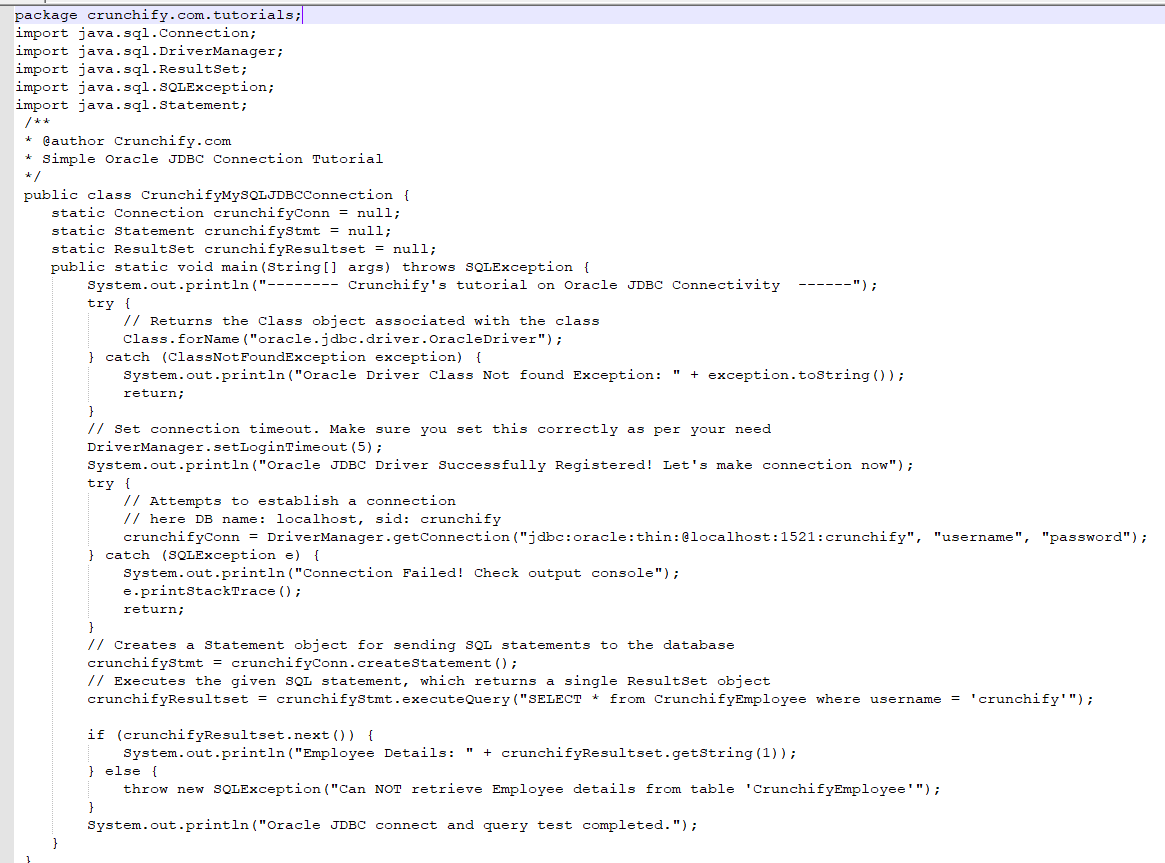 package crunchify.com.tutorials;
import java.sql.Connection;
import java.sql.DriverManager;
import java.sql.ResultSet;
import java.sql.SQLException;
import java.sql.Statement;
/**
* @author Crunchify.com
* Simple Oracle JDBC Connection Tutorial
*/
public class CrunchifyMySQLJDBCConnection {
static Connection crunchifyConn = null;
static Statement crunchifyStmt = null;
static ResultSet crunchifyResultset = null;
public static void main(String[] args) throws SQLException {
System.out.println("-------- Crunchify's tutorial on Oracle JDBC Connectivity  ------");
try {
// Returns the Class object associated with the class
Class.forName("oracle.jdbc.driver.OracleDriver");
} catch (ClassNotFoundException exception) {
System.out.println("Oracle Driver Class Not found Exception: " + exception.toString());
return;
}
// Set connection timeout. Make sure you set this correctly as per your need
DriverManager.setLoginTimeout(5);
System.out.println("Oracle JDBC Driver Successfully Registered! Let's make connection now");
try {
// Attempts to establish a connection
// here DB name: localhost, sid: crunchify
crunchifyConn = DriverManager.getConnection("jdbc:oracle:thin:@localhost:1521:crunchify", "username", "password");
} catch (SQLException e) {
System.out.println("Connection Failed! Check output console");
e.printStackTrace();
return;
}
// Creates a Statement object for sending SQL statements to the database
crunchifyStmt = crunchifyConn.createStatement();
// Executes the given SQL statement, which returns a single ResultSet object
crunchifyResultset = crunchifyStmt.executeQuery("SELECT * from CrunchifyEmployee where username = 'crunchify'");
if (crunchifyResultset.next()) {
System.out.println("Employee Details: " + crunchifyResultset.getString(1));
} else {
throw new SQLException("Can NOT retrieve Employee details from table 'CrunchifyEmployee'");
}
System.out.println("Oracle JDBC connect and query test completed.");
}
}